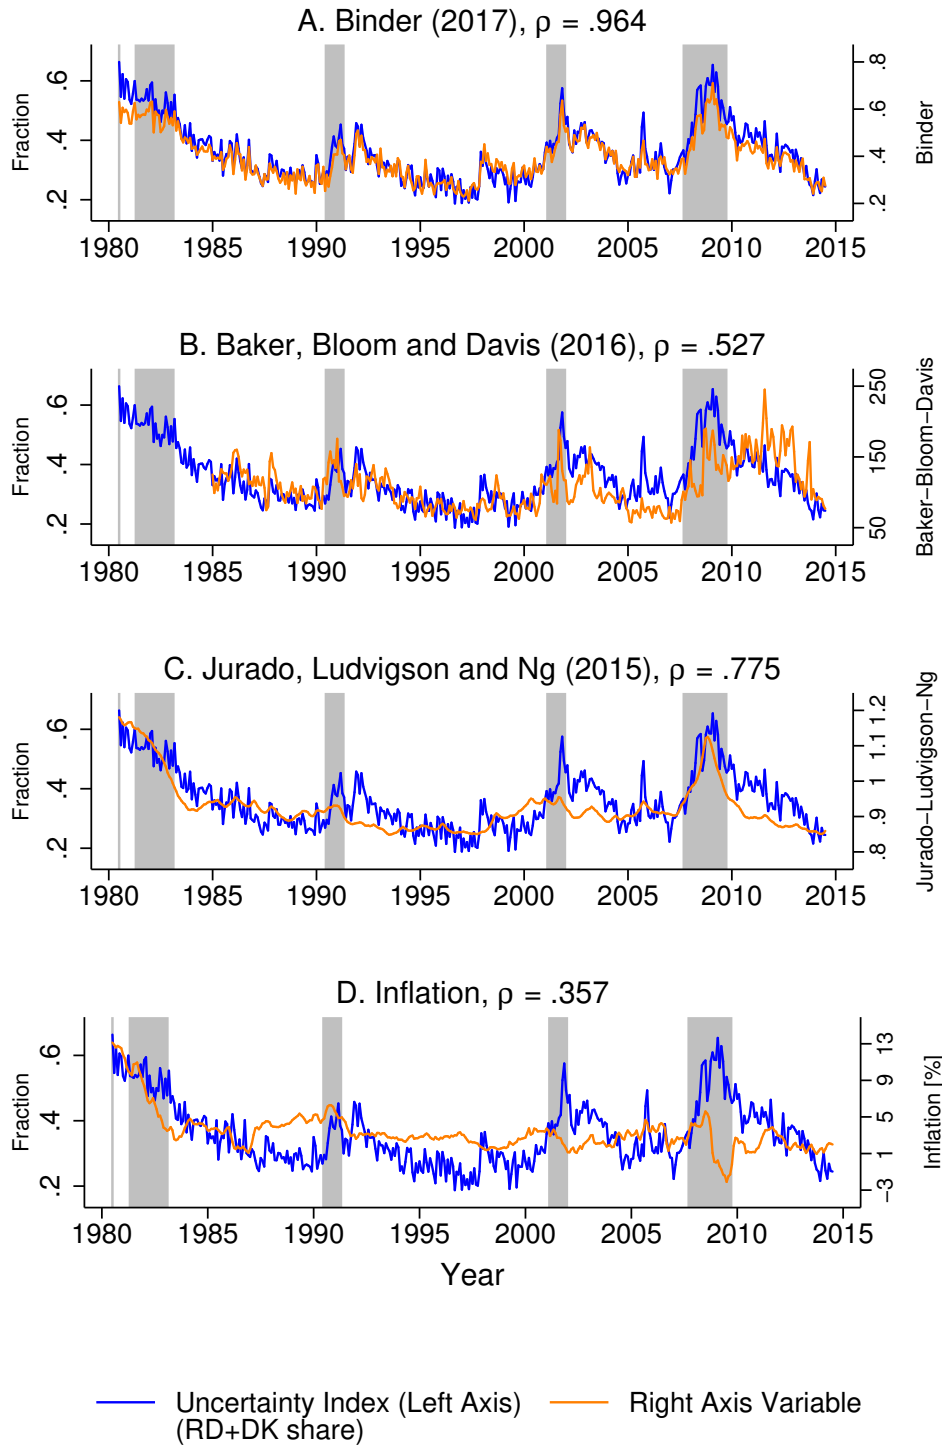 A. Binder (2017), ρ = .964
Fraction
.6
.4
.2
.8
.6
.4
.2
Binder
1980 1985 1990 1995 2000 2005 2010 2015
B. Baker, Bloom and Davis (2016), ρ = .527
Fraction
.6
.4
.2
250
150
50
Baker−Bloom−Davis
1980 1985 1990 1995 2000 2005 2010 2015
C. Jurado, Ludvigson and Ng (2015), ρ = .775
Fraction
.6
.4
.2
1.2
1.1
1
.9
.8
Jurado−Ludvigson−Ng
1980 1985 1990 1995 2000 2005 2010 2015
D. Inflation, ρ = .357
Fraction
.6
.4
.2
13
9
5
1
−3
Inflation [%]
1980 1985 1990 1995 2000 2005 2010 2015
Year
Uncertainty Index (Left Axis)
(RD+DK share)
Right Axis Variable